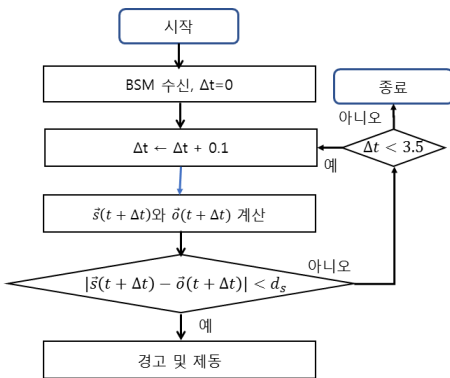 시작
BSM 수신, Δt=0
종료
아니오
Δt ← Δt + 0.1
Δt < 3.5
예
s⃗(t + Δt)와 o⃗(t + Δt) 계산
아니오
|s⃗(t + Δt) − o⃗(t + Δt)| < dₛ
예
경고 및 제동